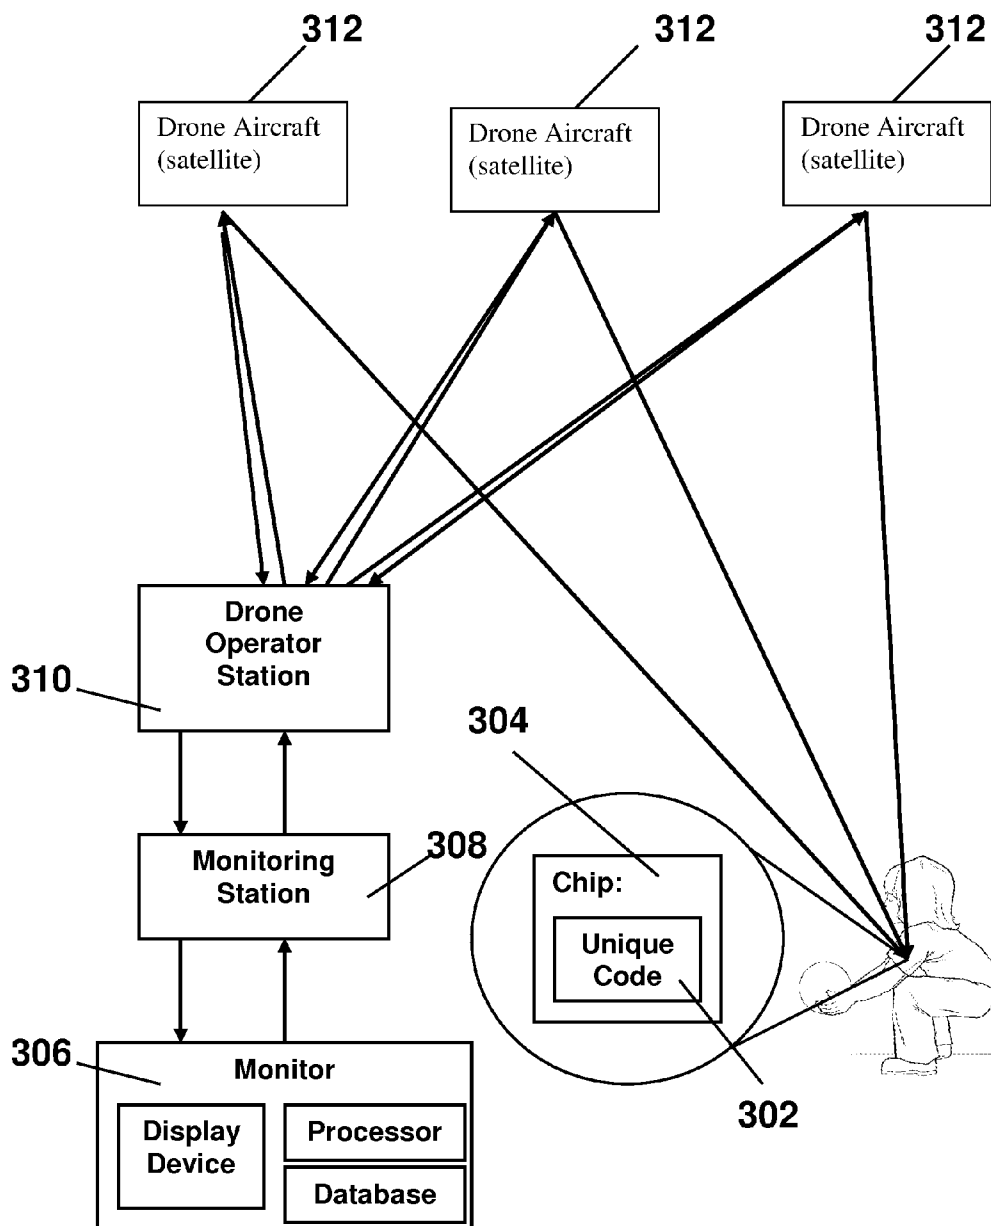 312
312
312
Drone Aircraft
(satellite)
Drone Aircraft
(satellite)
Drone Aircraft
(satellite)
Drone
Operator
Station
310
304
Monitoring
Station
308
Chip:
Unique
Code
302
306
Monitor
Display
Device
Processor
Database